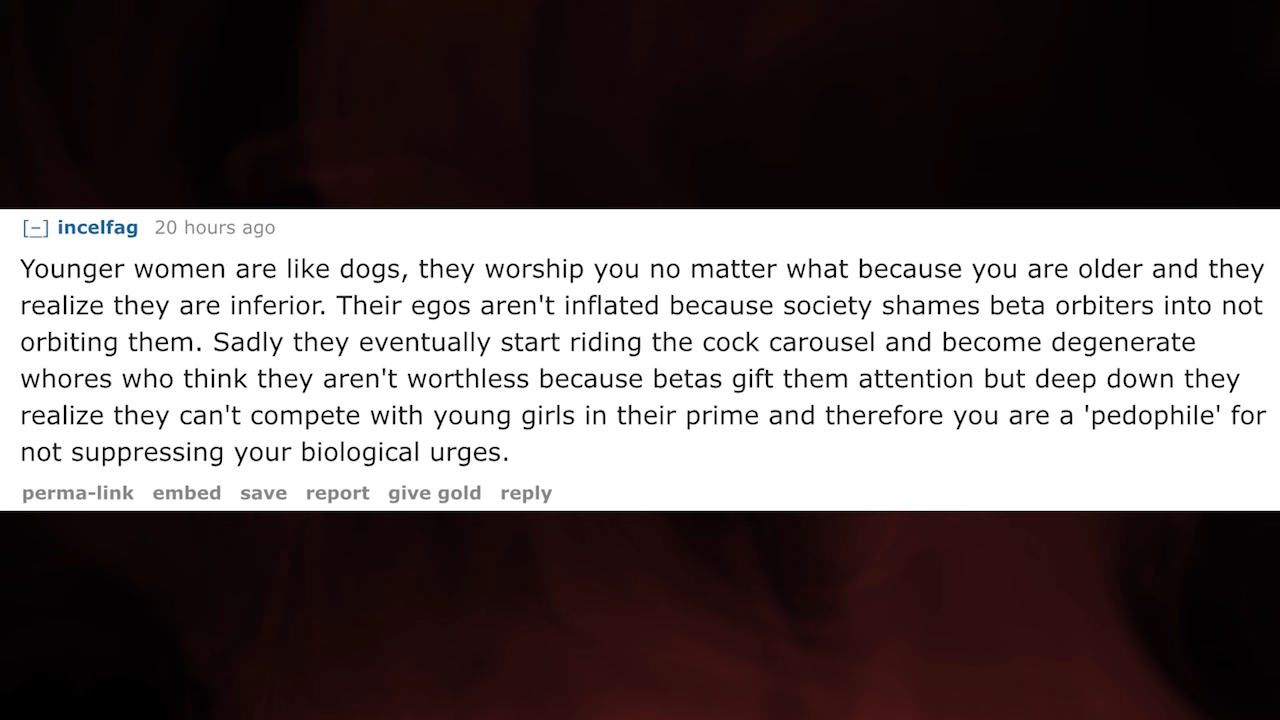 [–] incelfag 20 hours ago
Younger women are like dogs, they worship you no matter what because you are older and they
realize they are inferior. Their egos aren't inflated because society shames beta orbiters into not
orbiting them. Sadly they eventually start riding the cock carousel and become degenerate
whores who think they aren't worthless because betas gift them attention but deep down they
realize they can't compete with young girls in their prime and therefore you are a 'pedophile' for
not suppressing your biological urges.
perma-link embed save report give gold reply